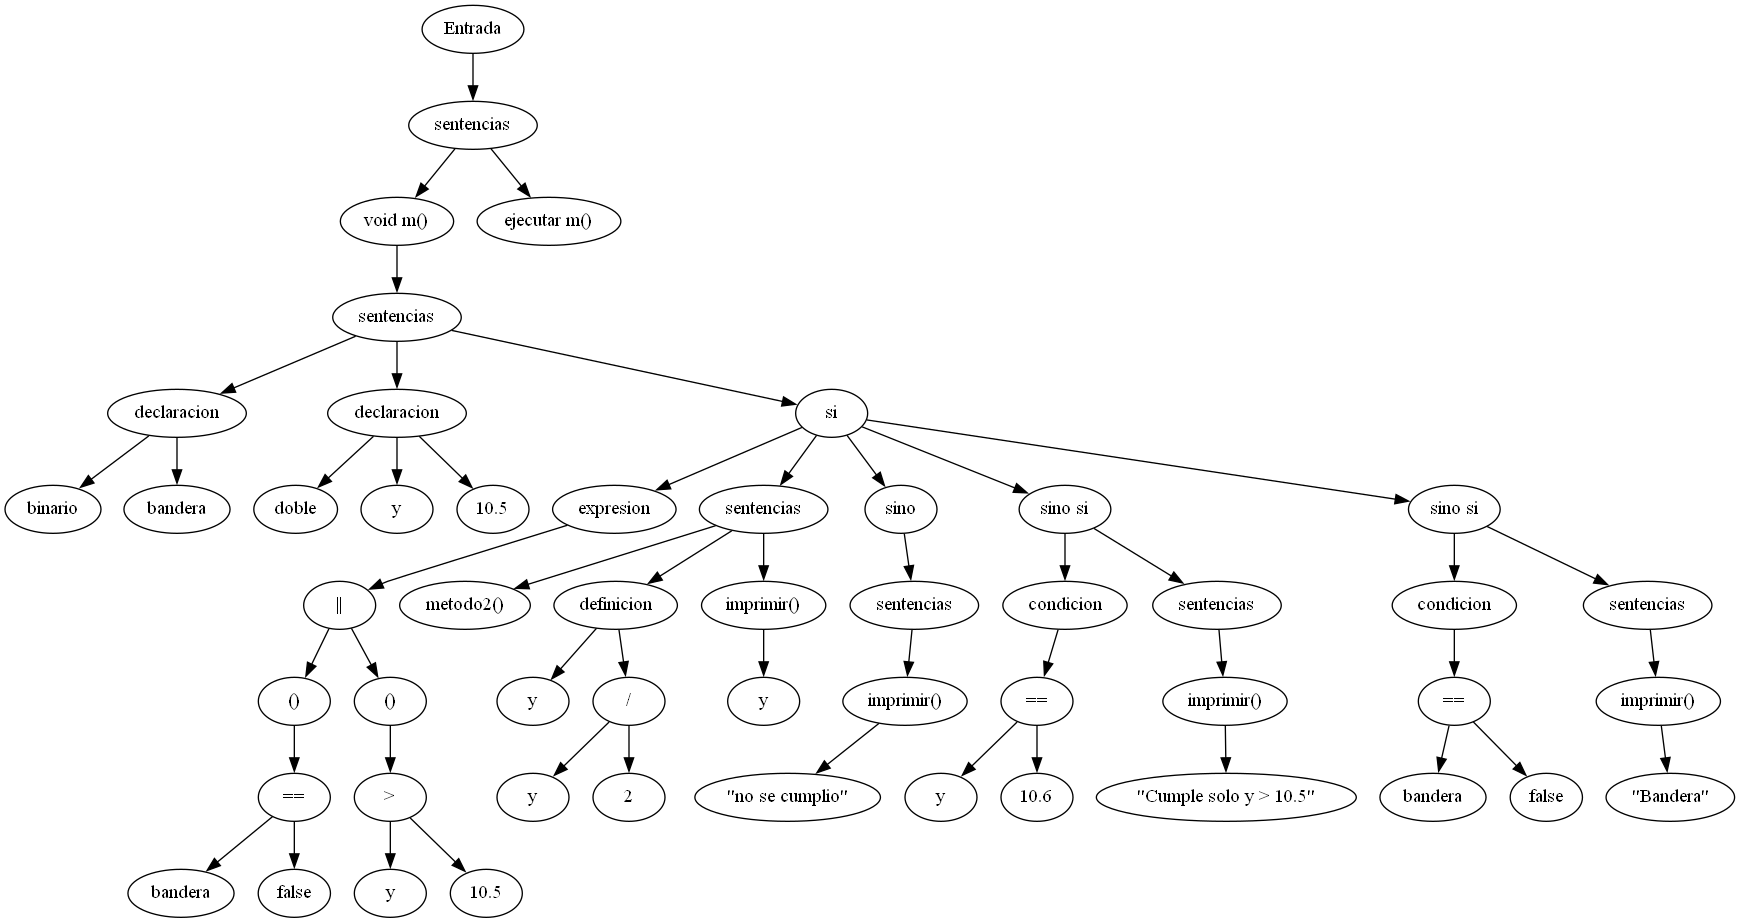 Entrada
sentencias
void m()
ejecutar m()
sentencias
declaracion
declaracion
si
binario
bandera
doble
y
10.5
expresion
sentencias
sino
sino si
sino si
||
metodo2()
definicion
imprimir()
sentencias
condicion
sentencias
condicion
sentencias
()
()
y
/
y
imprimir()
==
imprimir()
==
imprimir()
==
>
y
2
"no se cumplio"
y
10.6
"Cumple solo y > 10.5"
bandera
false
"Bandera"
bandera
false
y
10.5